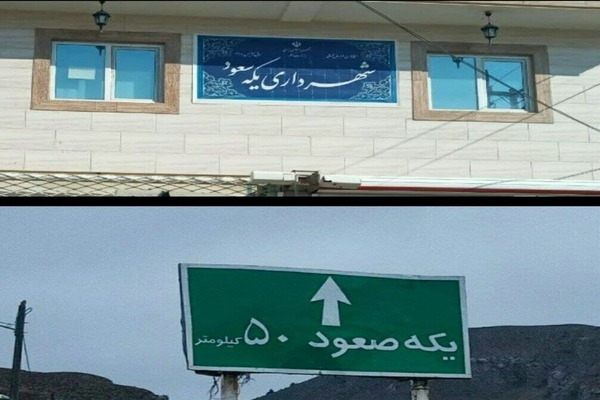 شهرداری یکه سعود
یکه صعود ۵۰ کیلومتر